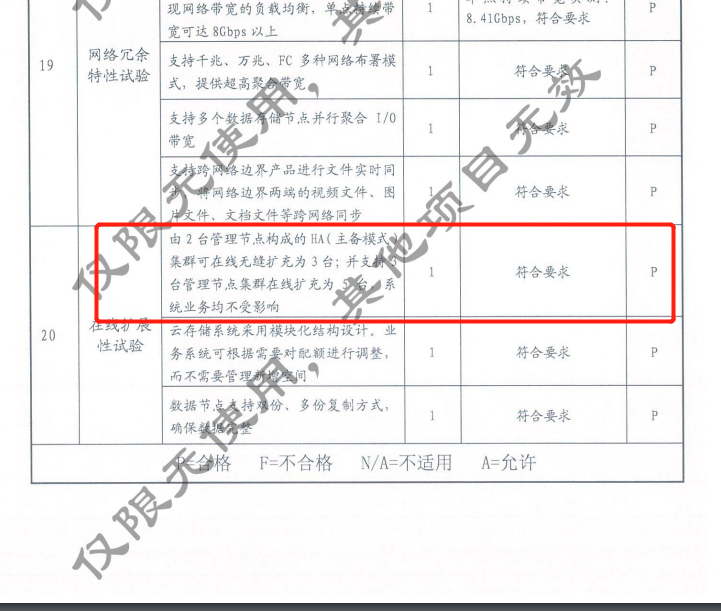 现网络带宽的负载均衡，单点持续带
宽可达 8Gbps 以上
1
8.41Gbps，符合要求
P
19
网络冗余
特性试验
支持千兆、万兆、FC 多种网络布署模
式，提供超高聚合带宽
1
符合要求
P
支持多个数据存储节点并行聚合 I/O
带宽
1
符合要求
P
支持跨网络边界产品进行文件实时同
步，将网络边界两端的视频文件、图
片文件、文档文件等跨网络同步
1
符合要求
P
20
在线扩展
性试验
由 2 台管理节点构成的 HA(主备模式)
集群可在线无缝扩充为 3 台；并支持 3
台管理节点集群在线扩充为 5 台，系
统业务均不受影响
1
符合要求
P
云存储系统采用模块化结构设计。业
务系统可根据需要对配额进行调整，
而不需要管理新增空间
1
符合要求
P
数据节点支持双份、多份复制方式，
确保数据完整
1
符合要求
P
P=合格 F=不合格 N/A=不适用 A=允许
仅限天使用，其他项目无效
仅限天使用，